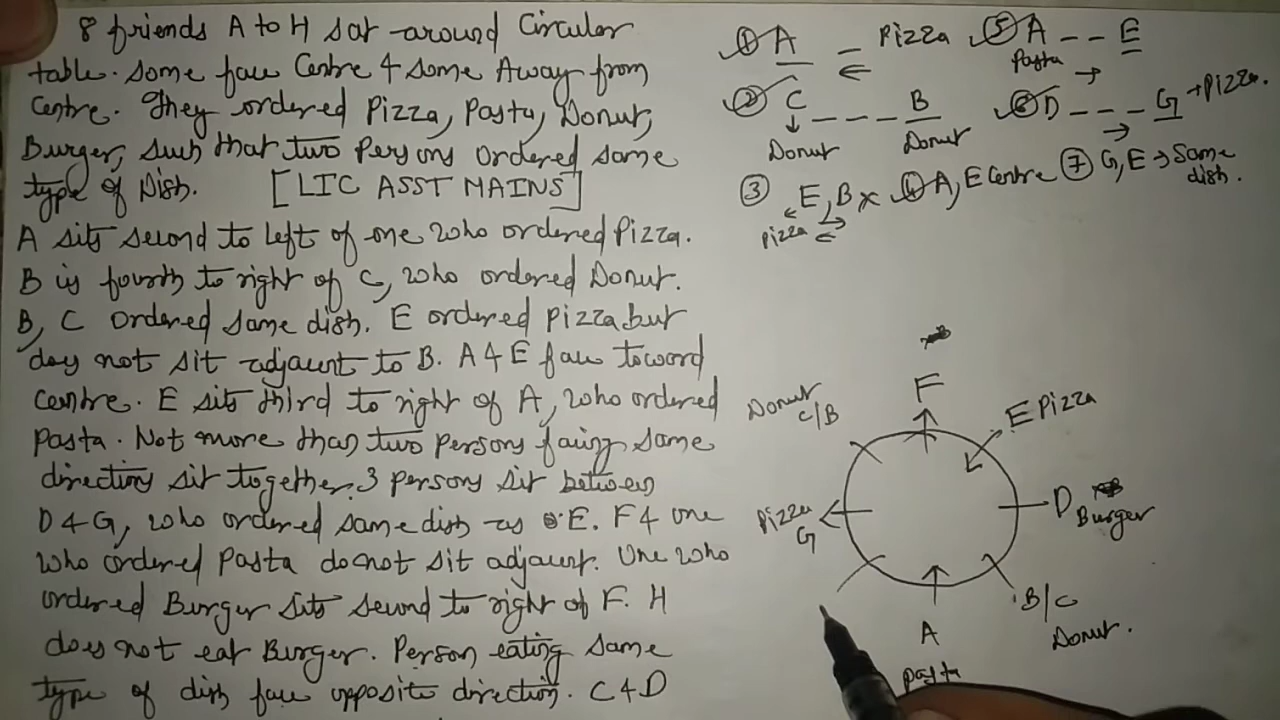 8 friends A to H sat around Circular
table. Some face Centre & some Away from
Centre. They ordered Pizza, Pasta, Donut,
Burger, such that two Persons ordered same
type of Dish. [LIC ASST MAINS]
A sits second to left of one who ordered Pizza.
B is fourth to right of C, who ordered Donut.
B, C ordered same dish. E ordered pizza but
does not sit adjacent to B. A & E face toward
Centre. E sits third to right of A, who ordered
pasta. Not more than two persons facing same
directions sit together. 3 persons sit between
D & G, who ordered same dish as E. F & one
who ordered pasta do not sit adjacent. One who
ordered Burger sits second to right of F. H
does not eat Burger. Person eating same
type of dish face opposite direction. C & D
① A _ Pizza
② C _ _ _ B
Donut Donut
③ E, B x
Pizza
④ A, E Centre
⑤ A _ _ E
Pasta
⑥ D _ _ _ G → Pizza.
⑦ G, E → Same
dish.
F
E Pizza
D Burger
B/C
Donut.
A
Pasta
Pizza
G
Donut
C/B